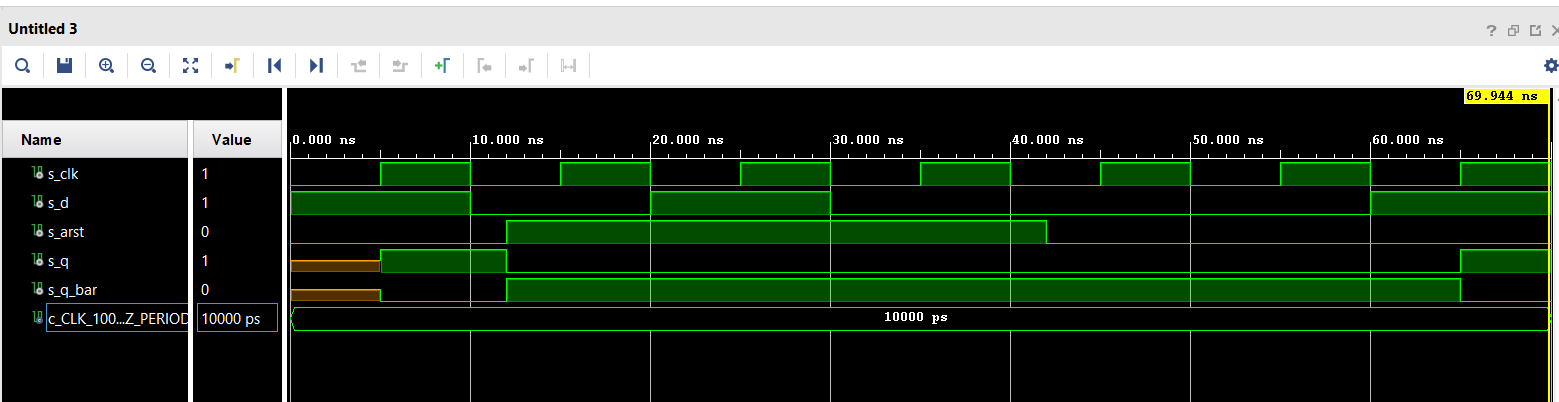 Untitled 3
69.944 ns
Name Value
0.000 ns 10.000 ns 20.000 ns 30.000 ns 40.000 ns 50.000 ns 60.000 ns
s_clk 1
s_d 1
s_arst 0
s_q 1
s_q_bar 0
c_CLK_100...Z_PERIOD 10000 ps 10000 ps